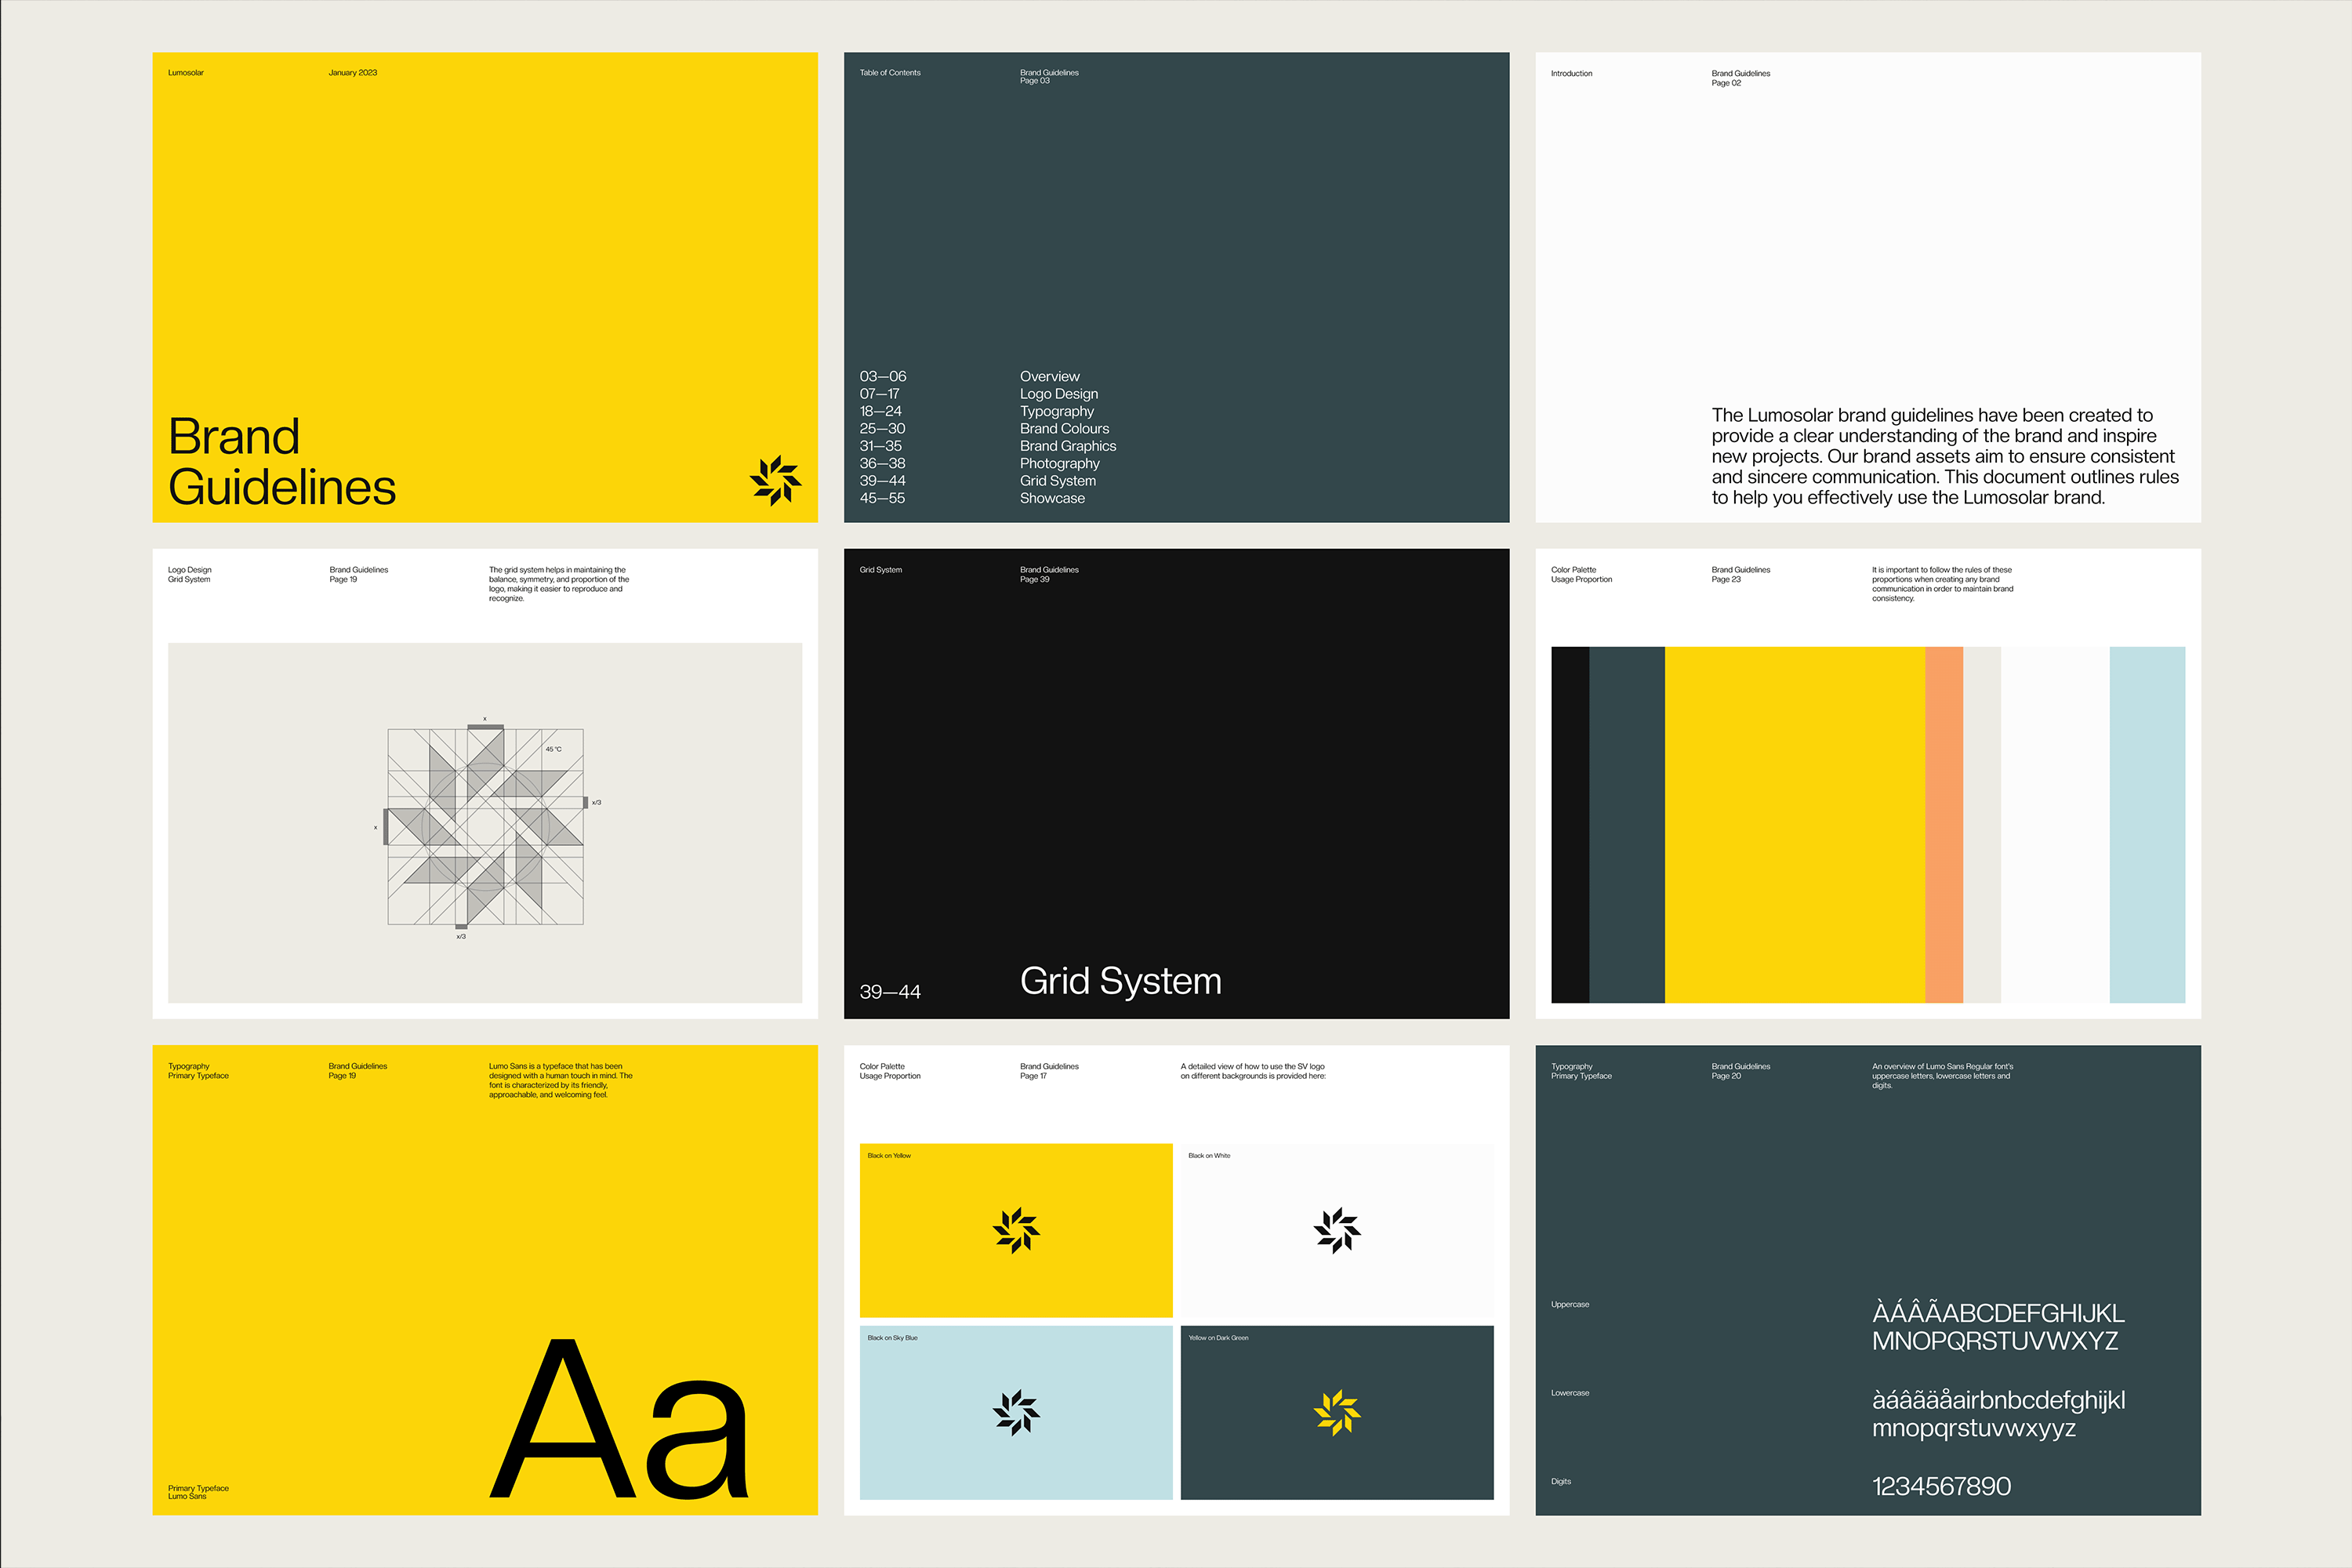 Lumosolar
January 2023
Brand
Guidelines
Table of Contents
Brand Guidelines
Page 03
03—06 Overview
07—17 Logo Design
18—24 Typography
25—30 Brand Colours
31—35 Brand Graphics
36—38 Photography
39—44 Grid System
45—55 Showcase
Introduction
Brand Guidelines
Page 02
The Lumosolar brand guidelines have been created to
provide a clear understanding of the brand and inspire
new projects. Our brand assets aim to ensure consistent
and sincere communication. This document outlines rules
to help you effectively use the Lumosolar brand.
Logo Design
Grid System
Brand Guidelines
Page 19
The grid system helps in maintaining the
balance, symmetry, and proportion of the
logo, making it easier to reproduce and
recognize.
x
45 °C
x/3
x
x/3
Grid System
Brand Guidelines
Page 39
39—44
Grid System
Color Palette
Usage Proportion
Brand Guidelines
Page 23
It is important to follow the rules of these
proportions when creating any brand
communication in order to maintain brand
consistency.
Typography
Primary Typeface
Brand Guidelines
Page 19
Lumo Sans is a typeface that has been
designed with a human touch in mind. The
font is characterized by its friendly,
approachable, and welcoming feel.
Aa
Primary Typeface
Lumo Sans
Color Palette
Usage Proportion
Brand Guidelines
Page 17
A detailed view of how to use the SV logo
on different backgrounds is provided here:
Black on Yellow
Black on White
Black on Sky Blue
Yellow on Dark Green
Typography
Primary Typeface
Brand Guidelines
Page 20
An overview of Lumo Sans Regular font's
uppercase letters, lowercase letters and
digits.
Uppercase
ÀÁÂÃABCDEFGHIJKL
MNOPQRSTUVWXYZ
Lowercase
àáâãäåairbnbcdefghijkl
mnopqrstuvwxyyz
Digits
1234567890